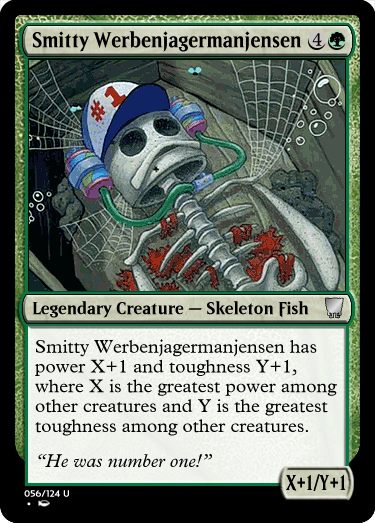 Smitty Werbenjagermanjensen 4
#1
Legendary Creature — Skeleton Fish
Smitty Werbenjagermanjensen has
power X+1 and toughness Y+1,
where X is the greatest power among
other creatures and Y is the greatest
toughness among other creatures.
“He was number one!”
X+1/Y+1
056/124 U